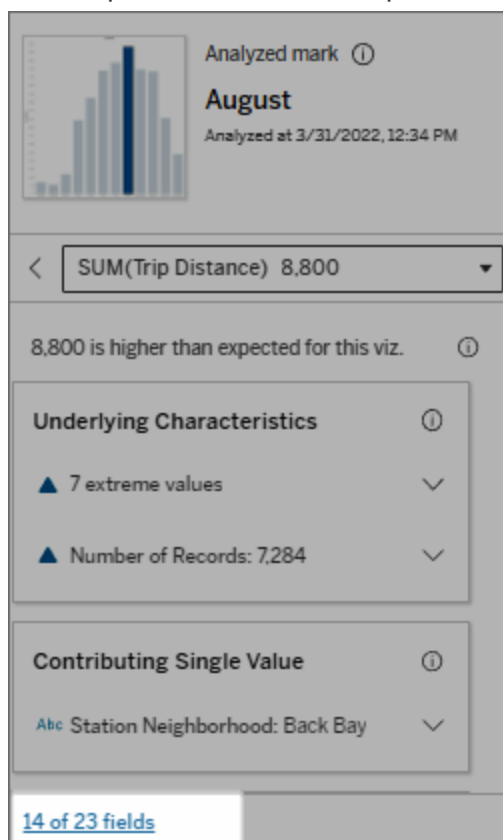 Analyzed mark
August
Analyzed at 3/31/2022, 12:34 PM
SUM(Trip Distance) 8,800
8,800 is higher than expected for this viz.
Underlying Characteristics
7 extreme values
Number of Records: 7,284
Contributing Single Value
Abc Station Neighborhood: Back Bay
14 of 23 fields